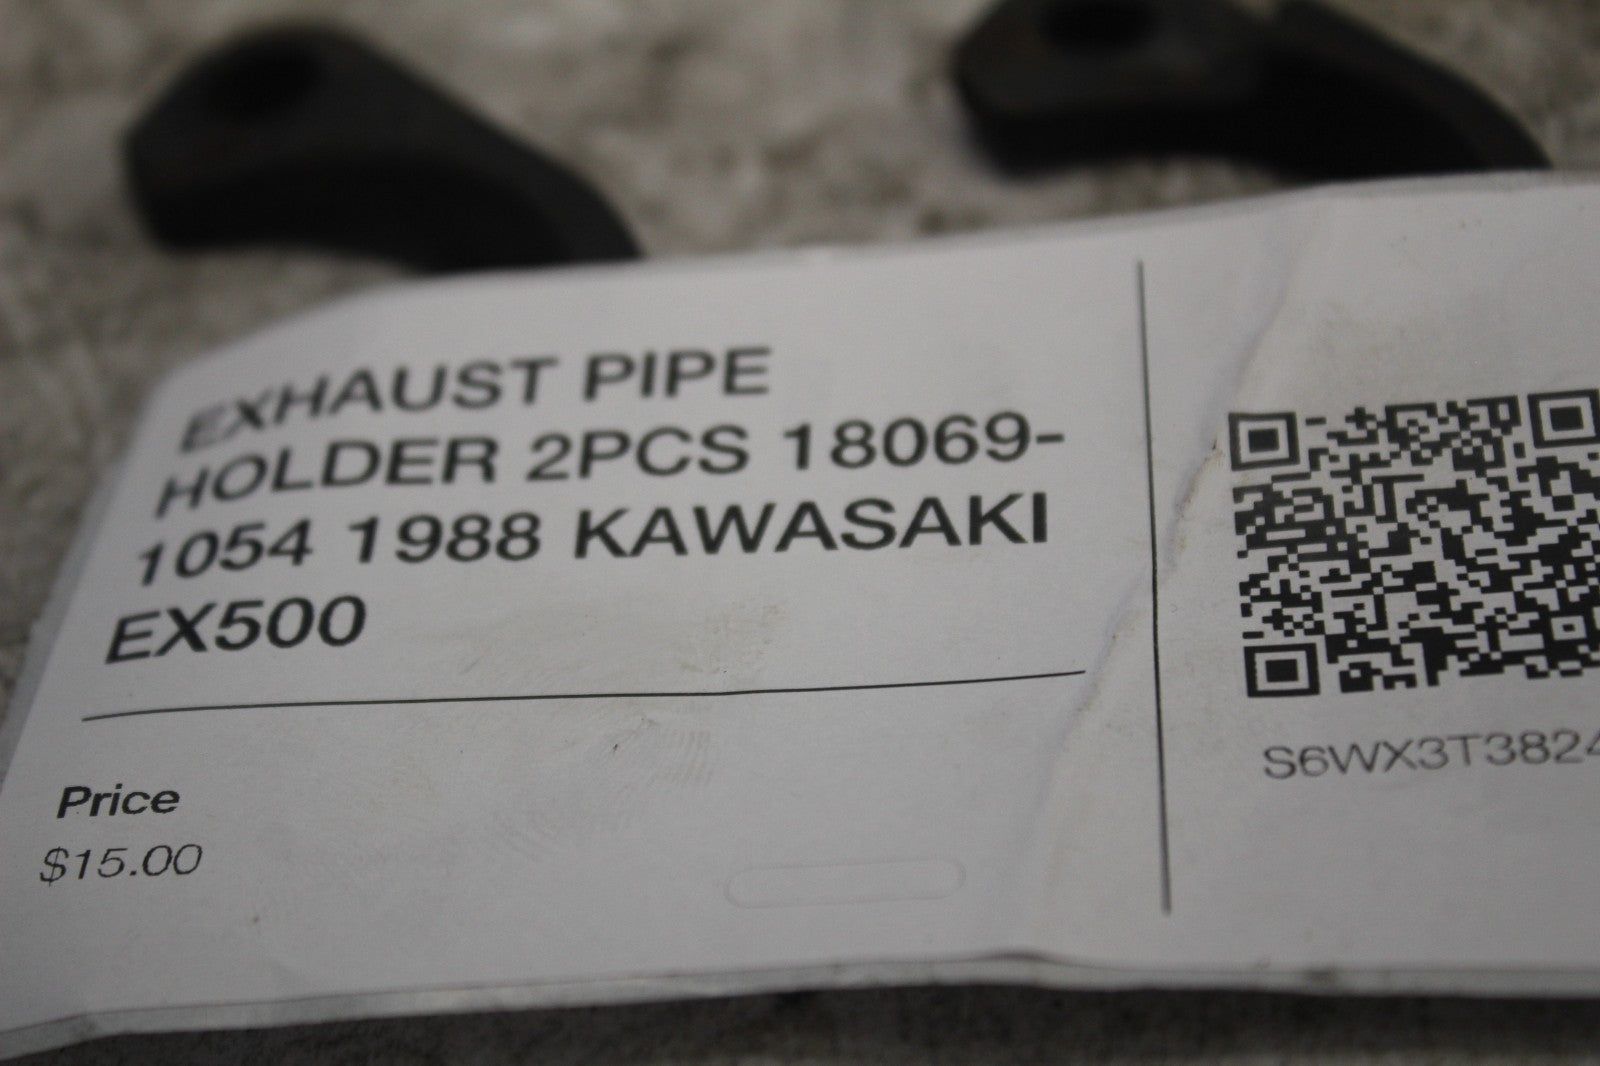 EXHAUST PIPE
HOLDER 2PCS 18069-
1054 1988 KAWASAKI
EX500
Price
$15.00
S6WX3T3824